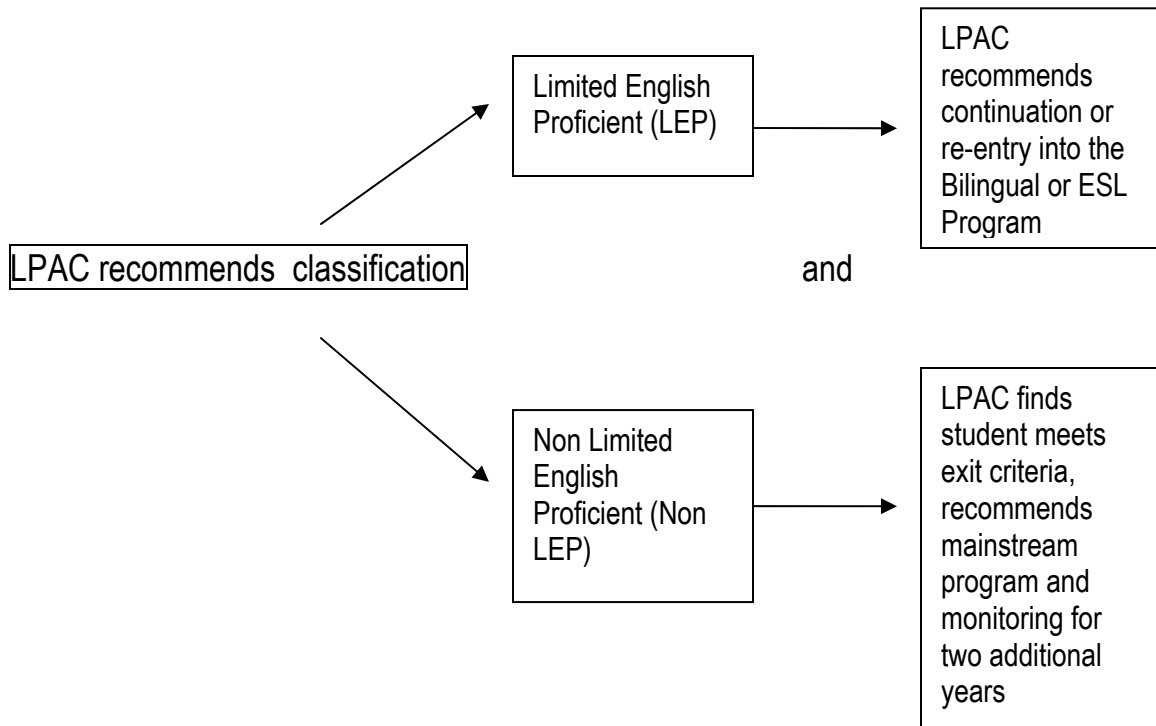 LPAC recommends  classification
Limited English
Proficient (LEP)
LPAC
recommends
continuation or
re-entry into the
Bilingual or ESL
Program
and
Non Limited
English
Proficient (Non
LEP)
LPAC finds
student meets
exit criteria,
recommends
mainstream
program and
monitoring for
two additional
years